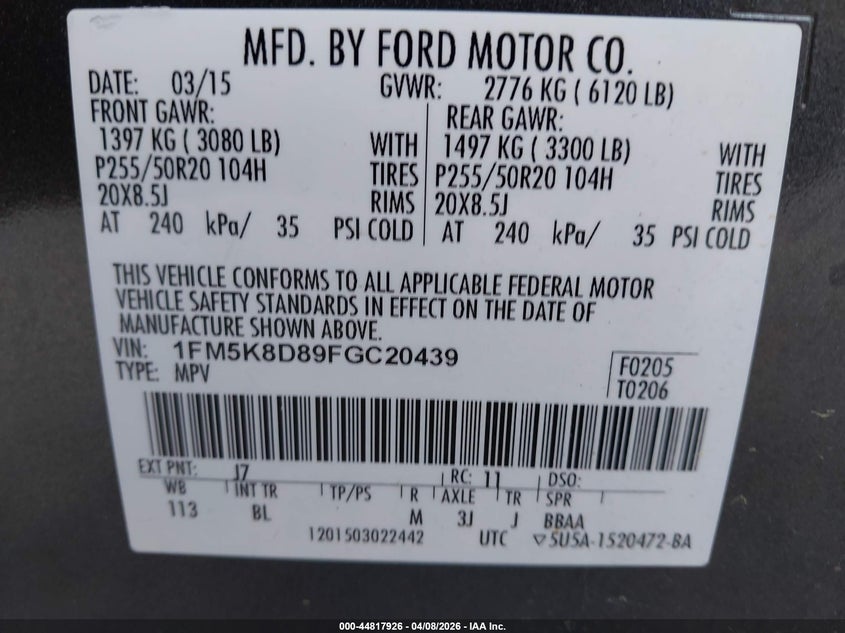 MFD. BY FORD MOTOR CO.
DATE: 03/15 GVWR: 2776 KG ( 6120 LB)
FRONT GAWR: REAR GAWR:
1397 KG ( 3080 LB) WITH 1497 KG ( 3300 LB) WITH
P255/50R20 104H TIRES P255/50R20 104H TIRES
20X8.5J RIMS 20X8.5J RIMS
AT 240 kPa/ 35 PSI COLD AT 240 kPa/ 35 PSI COLD
THIS VEHICLE CONFORMS TO ALL APPLICABLE FEDERAL MOTOR
VEHICLE SAFETY STANDARDS IN EFFECT ON THE DATE OF
MANUFACTURE SHOWN ABOVE.
VIN: 1FM5K8D89FGC20439 F0205
TYPE: MPV T0206
EXT PNT: J7 RC: 11 DSO:
WB INT TR TP/PS R AXLE TR SPR
113 BL M 3J J BBAA
1201503022442 UTC ▽5U5A-1520472-BA
000-44817926 - 04/08/2026 - IAA Inc.